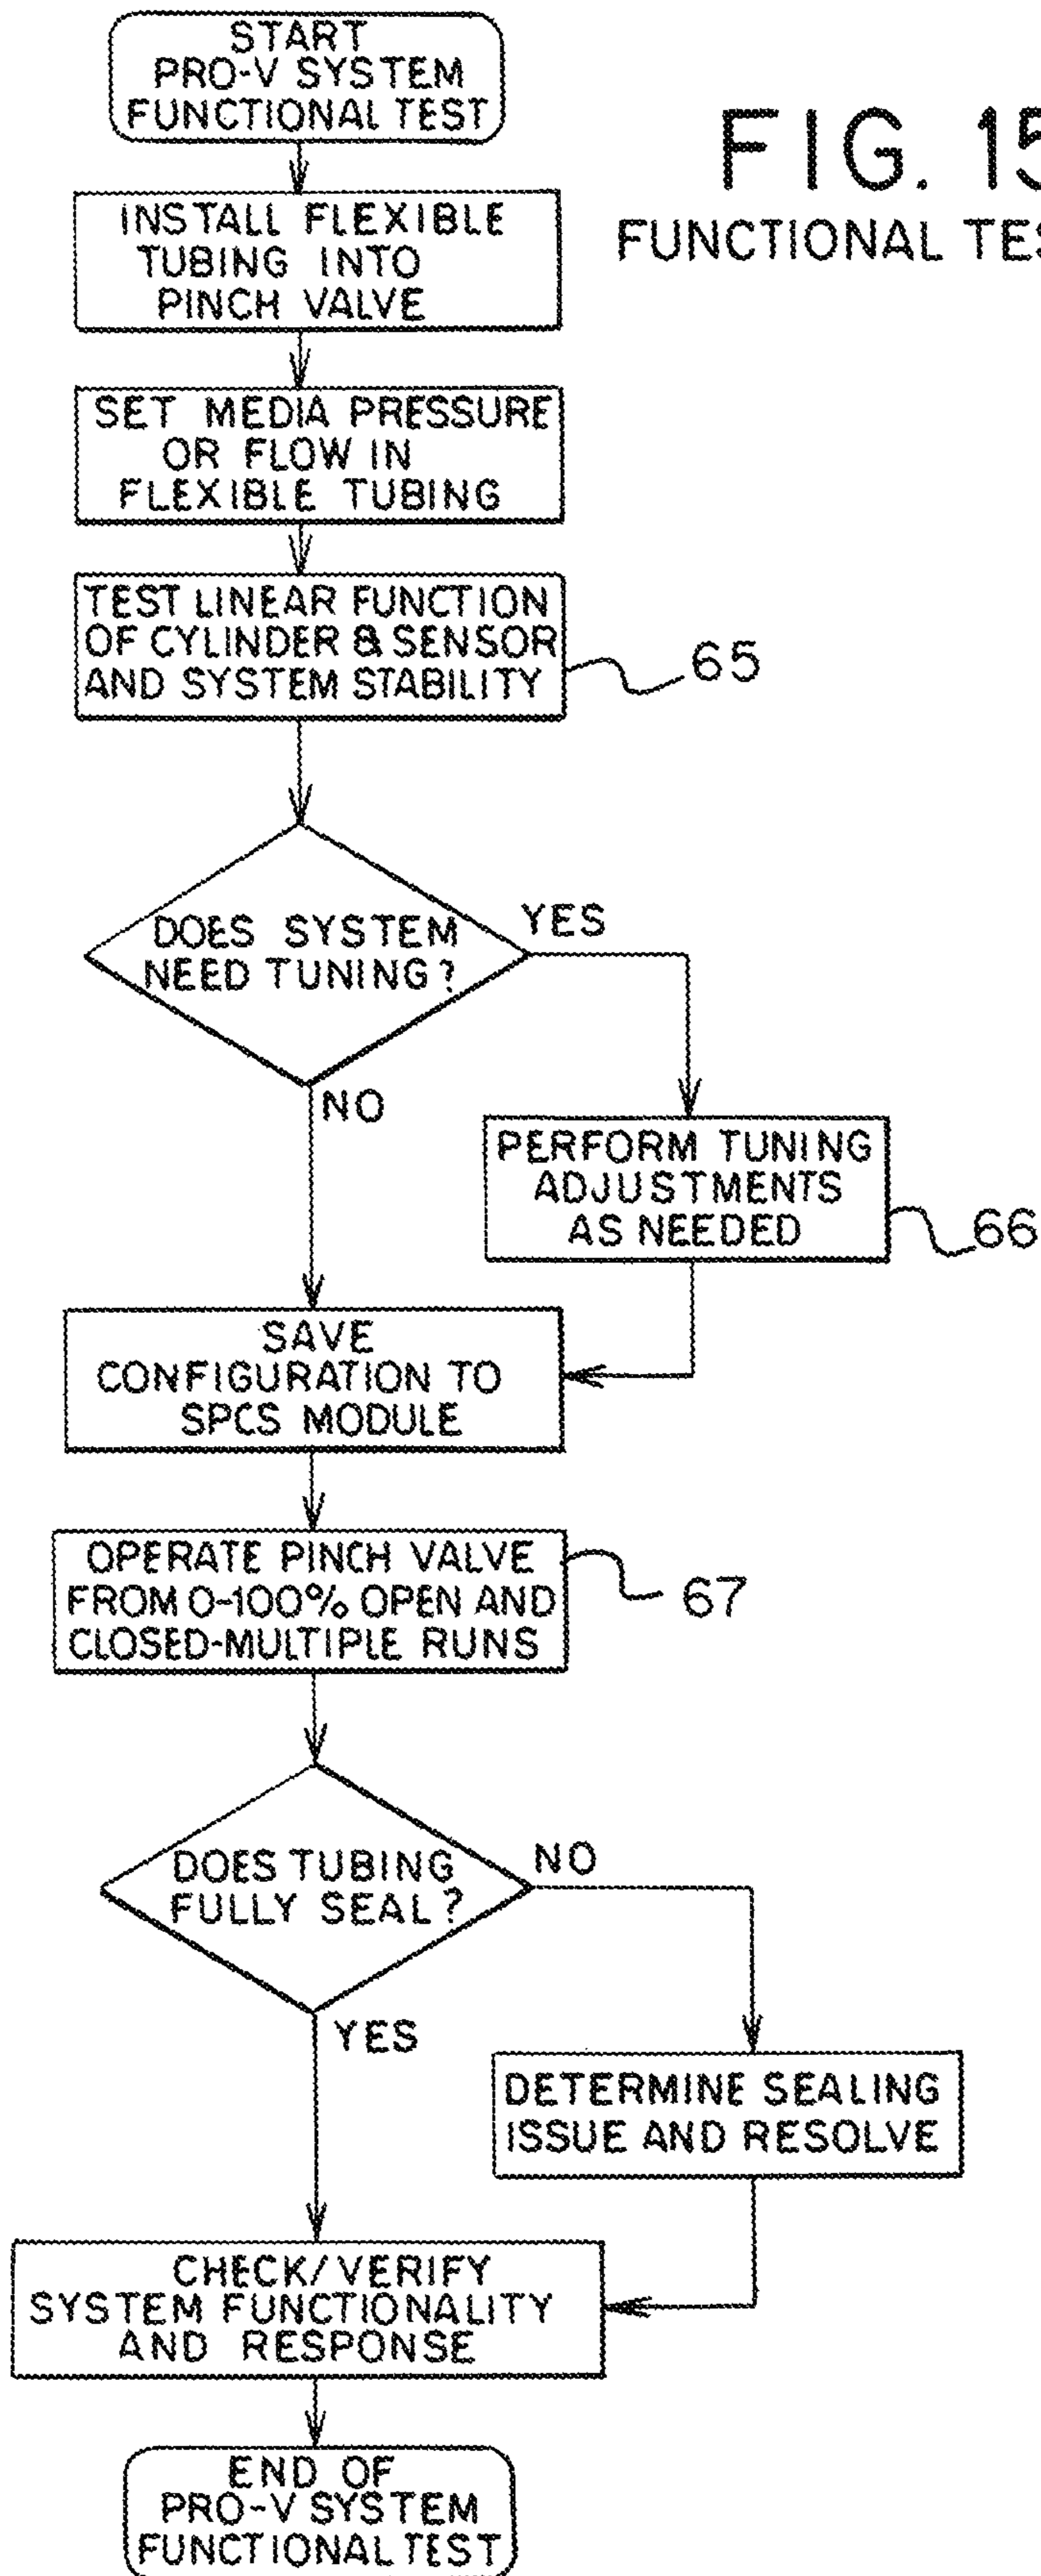 START
PRO-V SYSTEM
FUNCTIONAL TEST
FIG. 15
FUNCTIONAL TES
INSTALL FLEXIBLE
TUBING INTO
PINCH VALVE
SET MEDIA PRESSURE
OR FLOW IN
FLEXIBLE TUBING
TEST LINEAR FUNCTION
OF CYLINDER & SENSOR
AND SYSTEM STABILITY
65
DOES SYSTEM
NEED TUNING?
YES
NO
PERFORM TUNING
ADJUSTMENTS
AS NEEDED
66
SAVE
CONFIGURATION TO
SPCS MODULE
OPERATE PINCH VALVE
FROM 0-100% OPEN AND
CLOSED-MULTIPLE RUNS
67
DOES TUBING
FULLY SEAL?
NO
YES
DETERMINE SEALING
ISSUE AND RESOLVE
CHECK/VERIFY
SYSTEM FUNCTIONALITY
AND RESPONSE
END OF
PRO-V SYSTEM
FUNCTIONAL TEST